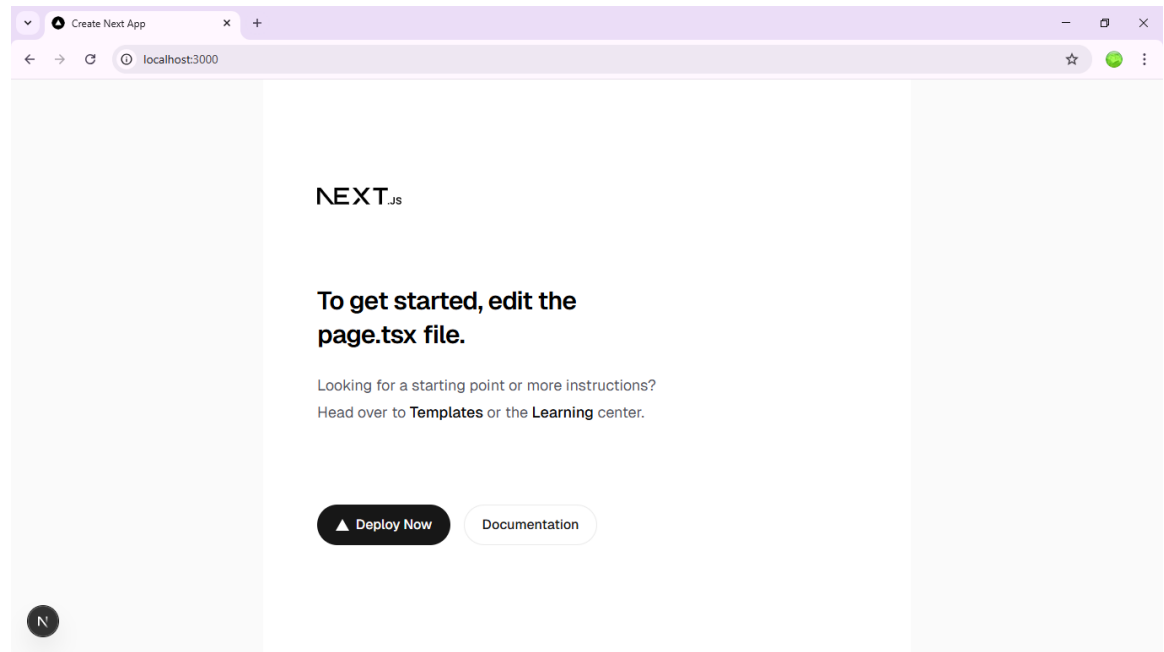 Create Next App
localhost:3000
NEXT.JS
To get started, edit the
page.tsx file.
Looking for a starting point or more instructions?
Head over to Templates or the Learning center.
Deploy Now
Documentation
N